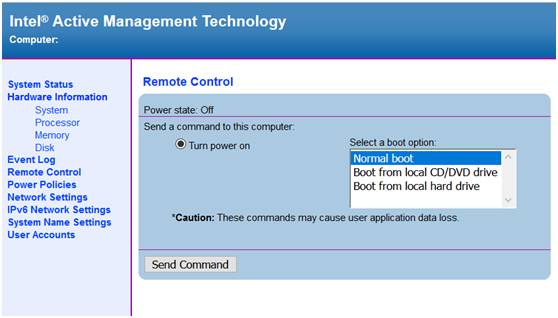 Intel® Active Management Technology
Computer:
System Status
Hardware Information
System
Processor
Memory
Disk
Event Log
Remote Control
Power Policies
Network Settings
IPv6 Network Settings
System Name Settings
User Accounts
Remote Control
Power state: Off
Send a command to this computer:
Turn power on
Select a boot option:
Normal boot
Boot from local CD/DVD drive
Boot from local hard drive
*Caution: These commands may cause user application data loss.
Send Command